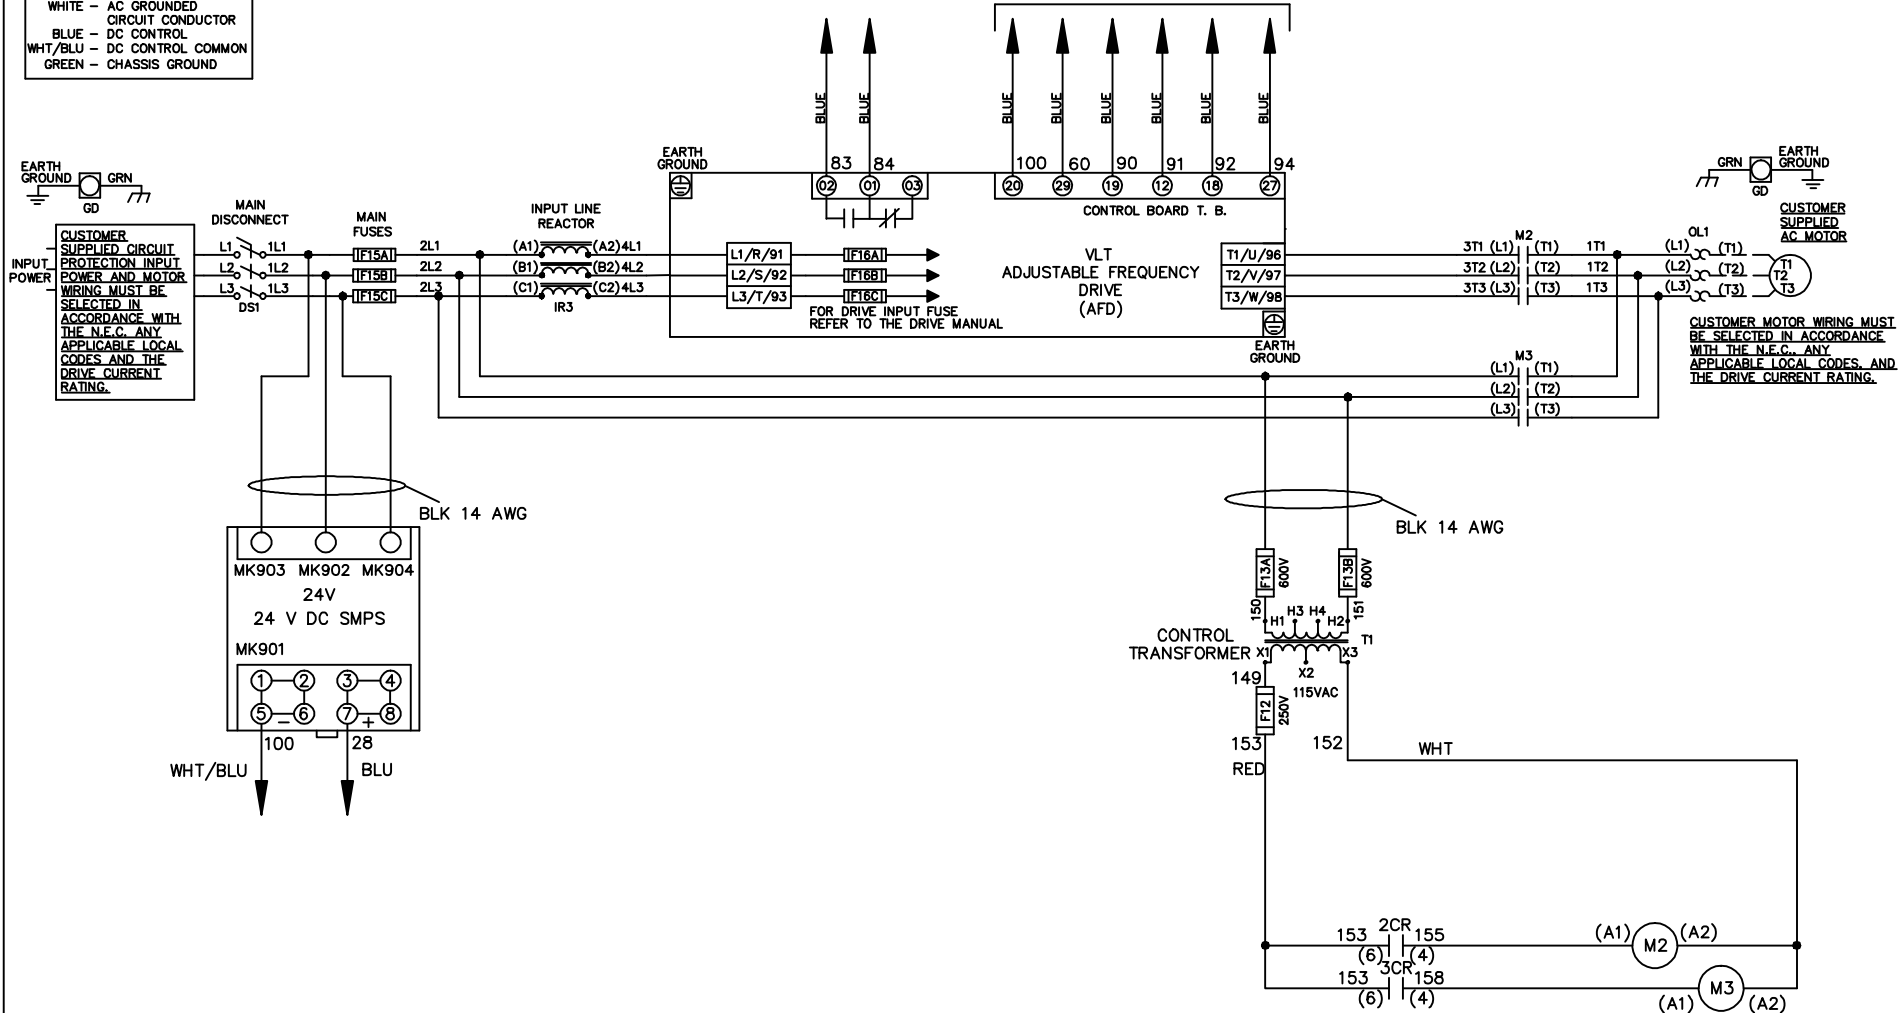 WHITE – AC GROUNDED
CIRCUIT CONDUCTOR
BLUE – DC CONTROL
WHT/BLU – DC CONTROL COMMON
GREEN – CHASSIS GROUND
BLUE BLUE BLUE BLUE BLUE BLUE BLUE BLUE
83 84 100 60 90 91 92 94
EARTH
GROUND
02 01 03 20 29 19 12 18 27
CONTROL BOARD T. B.
EARTH
GROUND
GRN
GD
GRN
EARTH
GROUND
GD
INPUT
POWER
CUSTOMER
SUPPLIED CIRCUIT
PROTECTION INPUT
POWER AND MOTOR
WIRING MUST BE
SELECTED IN
ACCORDANCE WITH
THE N.E.C. ANY
APPLICABLE LOCAL
CODES AND THE
DRIVE CURRENT
RATING.
MAIN
DISCONNECT
L1 1L1
L2 1L2
L3 1L3
DS1
MAIN
FUSES
F15A 2L1
F15B 2L2
F15C 2L3
INPUT LINE
REACTOR
(A1) (A2) 4L1
(B1) (B2) 4L2
(C1) (C2) 4L3
IR3
L1/R/91 F16A
L2/S/92 F16B
L3/T/93 F16C
FOR DRIVE INPUT FUSE
REFER TO THE DRIVE MANUAL
VLT
ADJUSTABLE FREQUENCY
DRIVE
(AFD)
T1/U/96
T2/V/97
T3/W/98
EARTH
GROUND
M2
3T1 (L1) (T1) 1T1
3T2 (L2) (T2) 1T2
3T3 (L3) (T3) 1T3
OL1
(L1) (T1)
(L2) (T2)
(L3) (T3)
T1
T2
T3
CUSTOMER
SUPPLIED
AC MOTOR
CUSTOMER MOTOR WIRING MUST
BE SELECTED IN ACCORDANCE
WITH THE N.E.C., ANY
APPLICABLE LOCAL CODES, AND
THE DRIVE CURRENT RATING.
M3
(L1) (T1)
(L2) (T2)
(L3) (T3)
BLK 14 AWG
MK903 MK902 MK904
24V
24 V DC SMPS
MK901
1 2 3 4
5 6 7 8
– +
100 28
WHT/BLU BLU
BLK 14 AWG
F13A 600V F13B 600V
150 151
H1 H3 H4 H2
CONTROL
TRANSFORMER
T1
X1 X2 X3
149
115VAC
F12 250V
153 152
RED
WHT
2CR
153 155
(6) (4)
(A1) M2 (A2)
3CR
153 158
(6) (4)
(A1) M3 (A2)